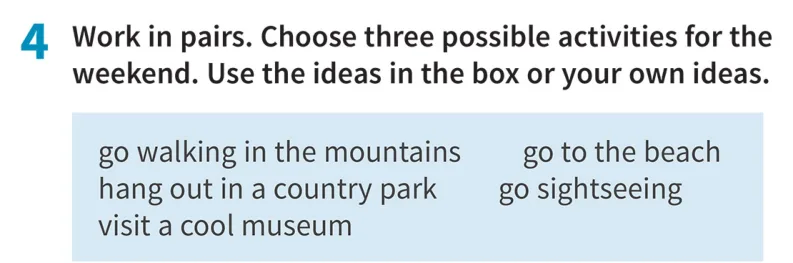 4 Work in pairs. Choose three possible activities for the
weekend. Use the ideas in the box or your own ideas.
go walking in the mountains go to the beach
hang out in a country park go sightseeing
visit a cool museum